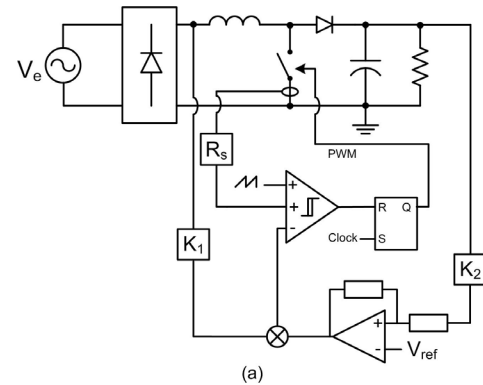 Ve
Rs
PWM
+
+
-
R Q
Clock S
K1
K2
+
-
Vref
(a)